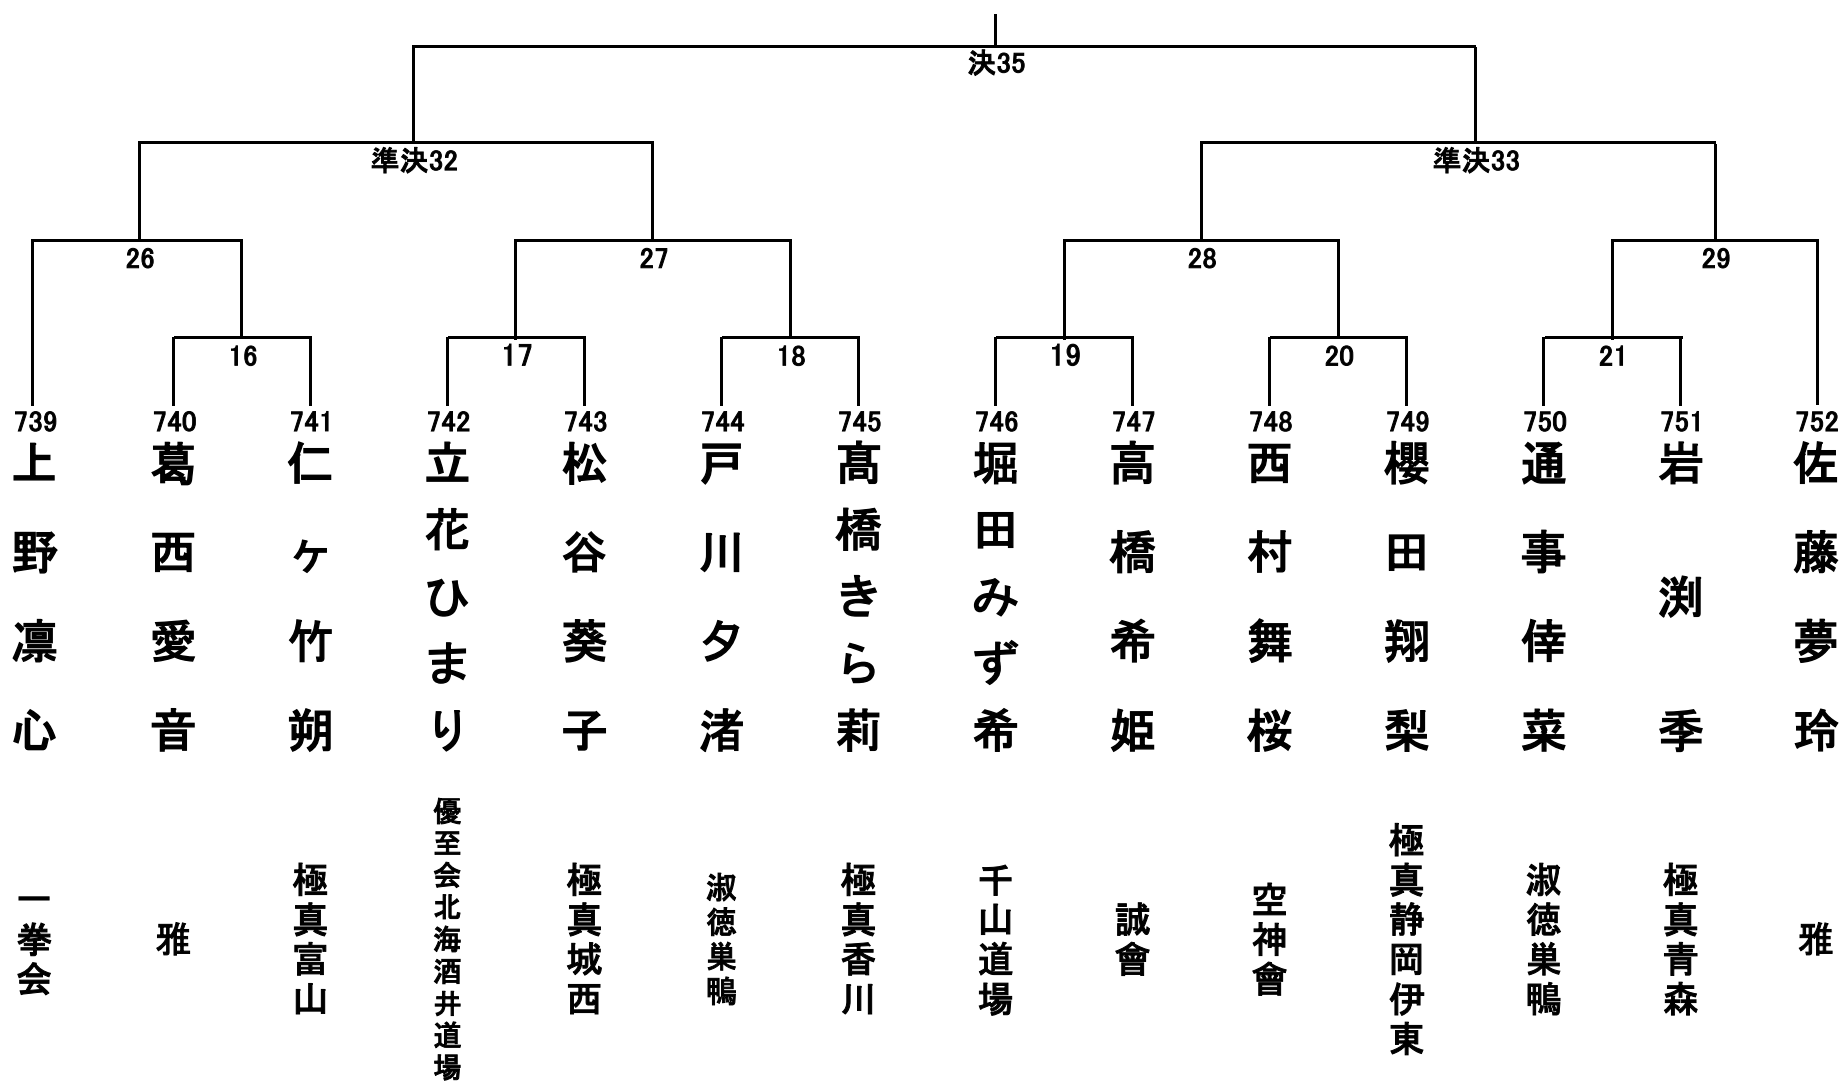 決35
準決32
準決33
26
27
28
29
16
17
18
19
20
21
739
740
741
742
743
744
745
746
747
748
749
750
751
752
上野凛心
葛西愛音
仁ヶ竹朔
立花ひまり
松谷葵子
戸川夕渚
髙橋きら莉
堀田みず希
高橋希姫
西村舞桜
櫻田翔梨
通事倖菜
岩渕季
佐藤夢玲
一拳会
雅
極真富山
優至会北海酒井道場
極真城西
淑徳巣鴨
極真香川
千山道場
誠會
空神會
極真静岡伊東
淑徳巣鴨
極真青森
雅